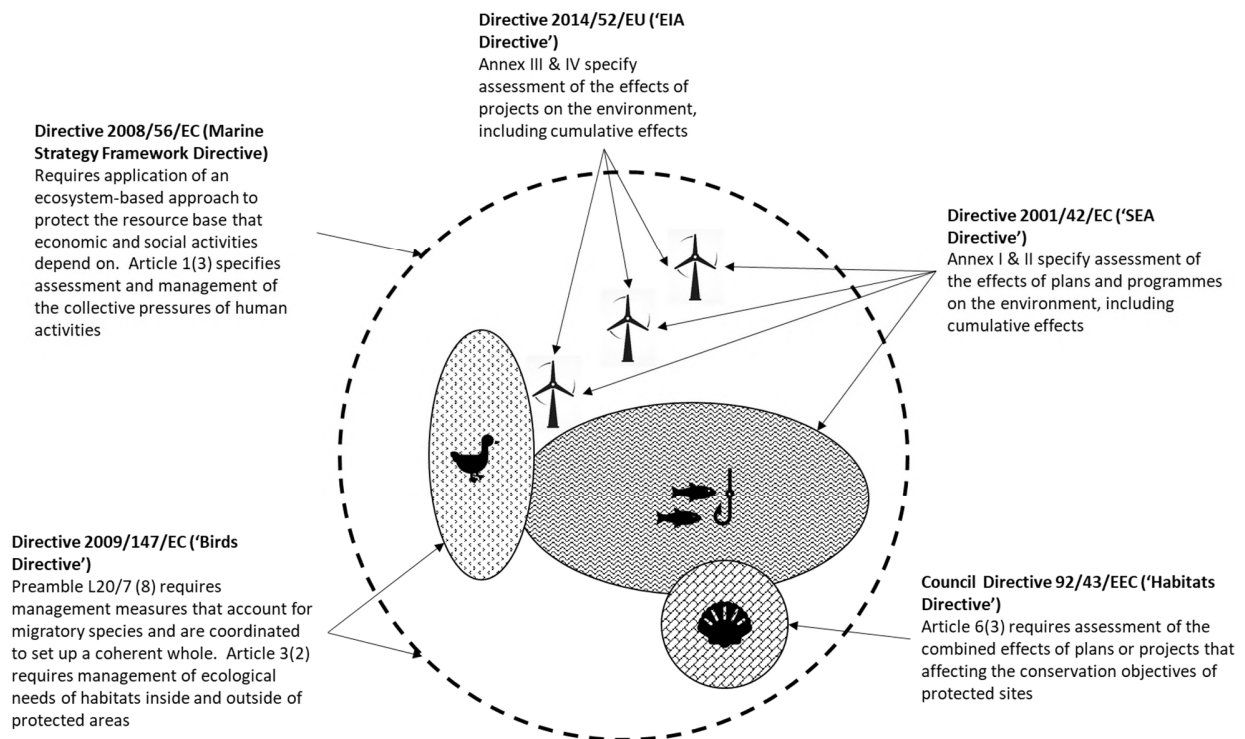 Directive 2014/52/EU (‘EIA
Directive’)
Annex III & IV specify
assessment of the effects of
projects on the environment,
including cumulative effects
Directive 2008/56/EC (Marine
Strategy Framework Directive)
Requires application of an
ecosystem-based approach to
protect the resource base that
economic and social activities
depend on.  Article 1(3) specifies
assessment and management of
the collective pressures of human
activities
Directive 2001/42/EC (‘SEA
Directive’)
Annex I & II specify assessment of
the effects of plans and programmes
on the environment, including
cumulative effects
Directive 2009/147/EC (‘Birds
Directive’)
Preamble L20/7 (8) requires
management measures that account for
migratory species and are coordinated
to set up a coherent whole.  Article 3(2)
requires management of ecological
needs of habitats inside and outside of
protected areas
Council  Directive 92/43/EEC (‘Habitats
Directive’)
Article 6(3) requires assessment of the
combined effects of plans or projects that
affecting the conservation objectives of
protected sites